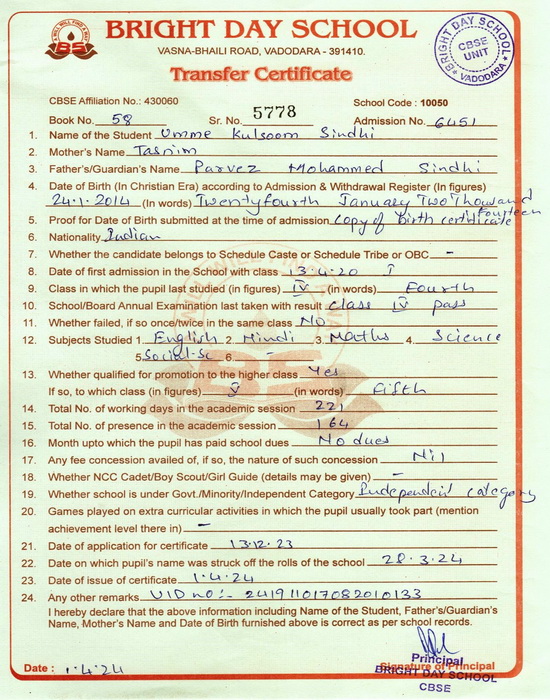 BRIGHT DAY SCHOOL
VASNA-BHAILI ROAD, VADODARA - 391410.
BRIGHT DAY SCHOOL
CBSE
UNIT
VADODARA
Transfer Certificate
CBSE Affiliation No.: 430060 School Code : 10050
Book No. 58 Sr. No. 5778 Admission No. 6451
1. Name of the Student Umme Kulsoom Sindhi
2. Mother's Name Tasnim
3. Father's/Guardian's Name Parvez Mohammed Sindhi
4. Date of Birth (In Christian Era) according to Admission & Withdrawal Register (In figures)
24.1.2014 (In words) Twentyfourth January Two Thousand
Fourteen
5. Proof for Date of Birth submitted at the time of admission copy of birth certificate
6. Nationality Indian
7. Whether the candidate belongs to Schedule Caste or Schedule Tribe or OBC -
8. Date of first admission in the School with class 13.4.20 I
9. Class in which the pupil last studied (in figures) IV (in words) Fourth
10. School/Board Annual Examination last taken with result class IV pass
11. Whether failed, if so once/twice in the same class No
12. Subjects Studied 1. English 2. Hindi 3. Maths 4. Science
5. Social-Sc 6. -
13. Whether qualified for promotion to the higher class Yes
If so, to which class (in figures) V (in words) Fifth
14. Total No. of working days in the academic session 221
15. Total No. of presence in the academic session 164
16. Month upto which the pupil has paid school dues No dues
17. Any fee concession availed of, if so, the nature of such concession Nil
18. Whether NCC Cadet/Boy Scout/Girl Guide (details may be given) -
19. Whether school is under Govt./Minority/Independent Category Independent category
20. Games played on extra curricular activities in which the pupil usually took part (mention
achievement level there in) -
21. Date of application for certificate 13.12.23
22. Date on which pupil's name was struck off the rolls of the school 28.3.24
23. Date of issue of certificate 1.4.24
24. Any other remarks UID no:- 241911017082010133
I hereby declare that the above information including Name of the Student, Father's/Guardian's
Name, Mother's Name and Date of Birth furnished above is correct as per school records.
Date : 1.4.24
Signature of Principal
Principal
BRIGHT DAY SCHOOL
CBSE